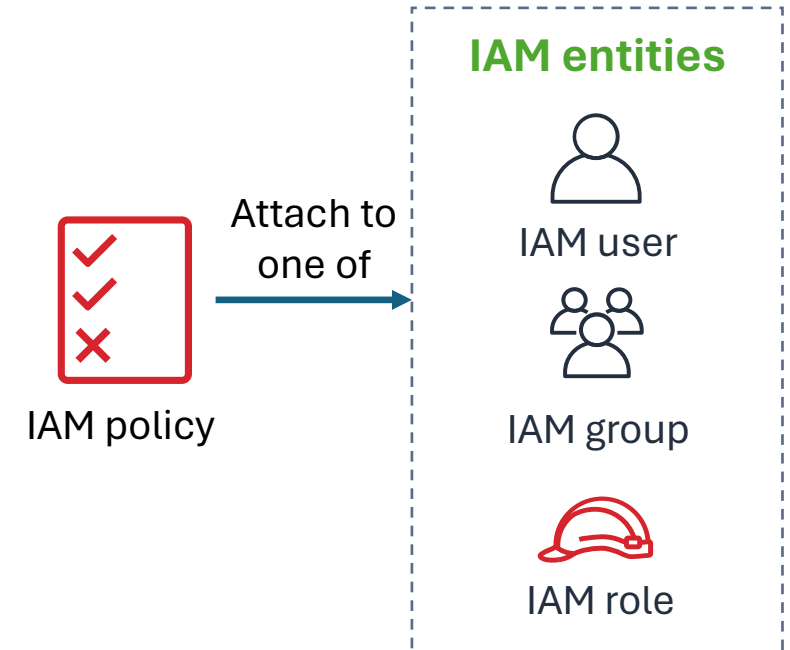 IAM entities
Attach to
one of
IAM user
IAM policy
IAM group
IAM role